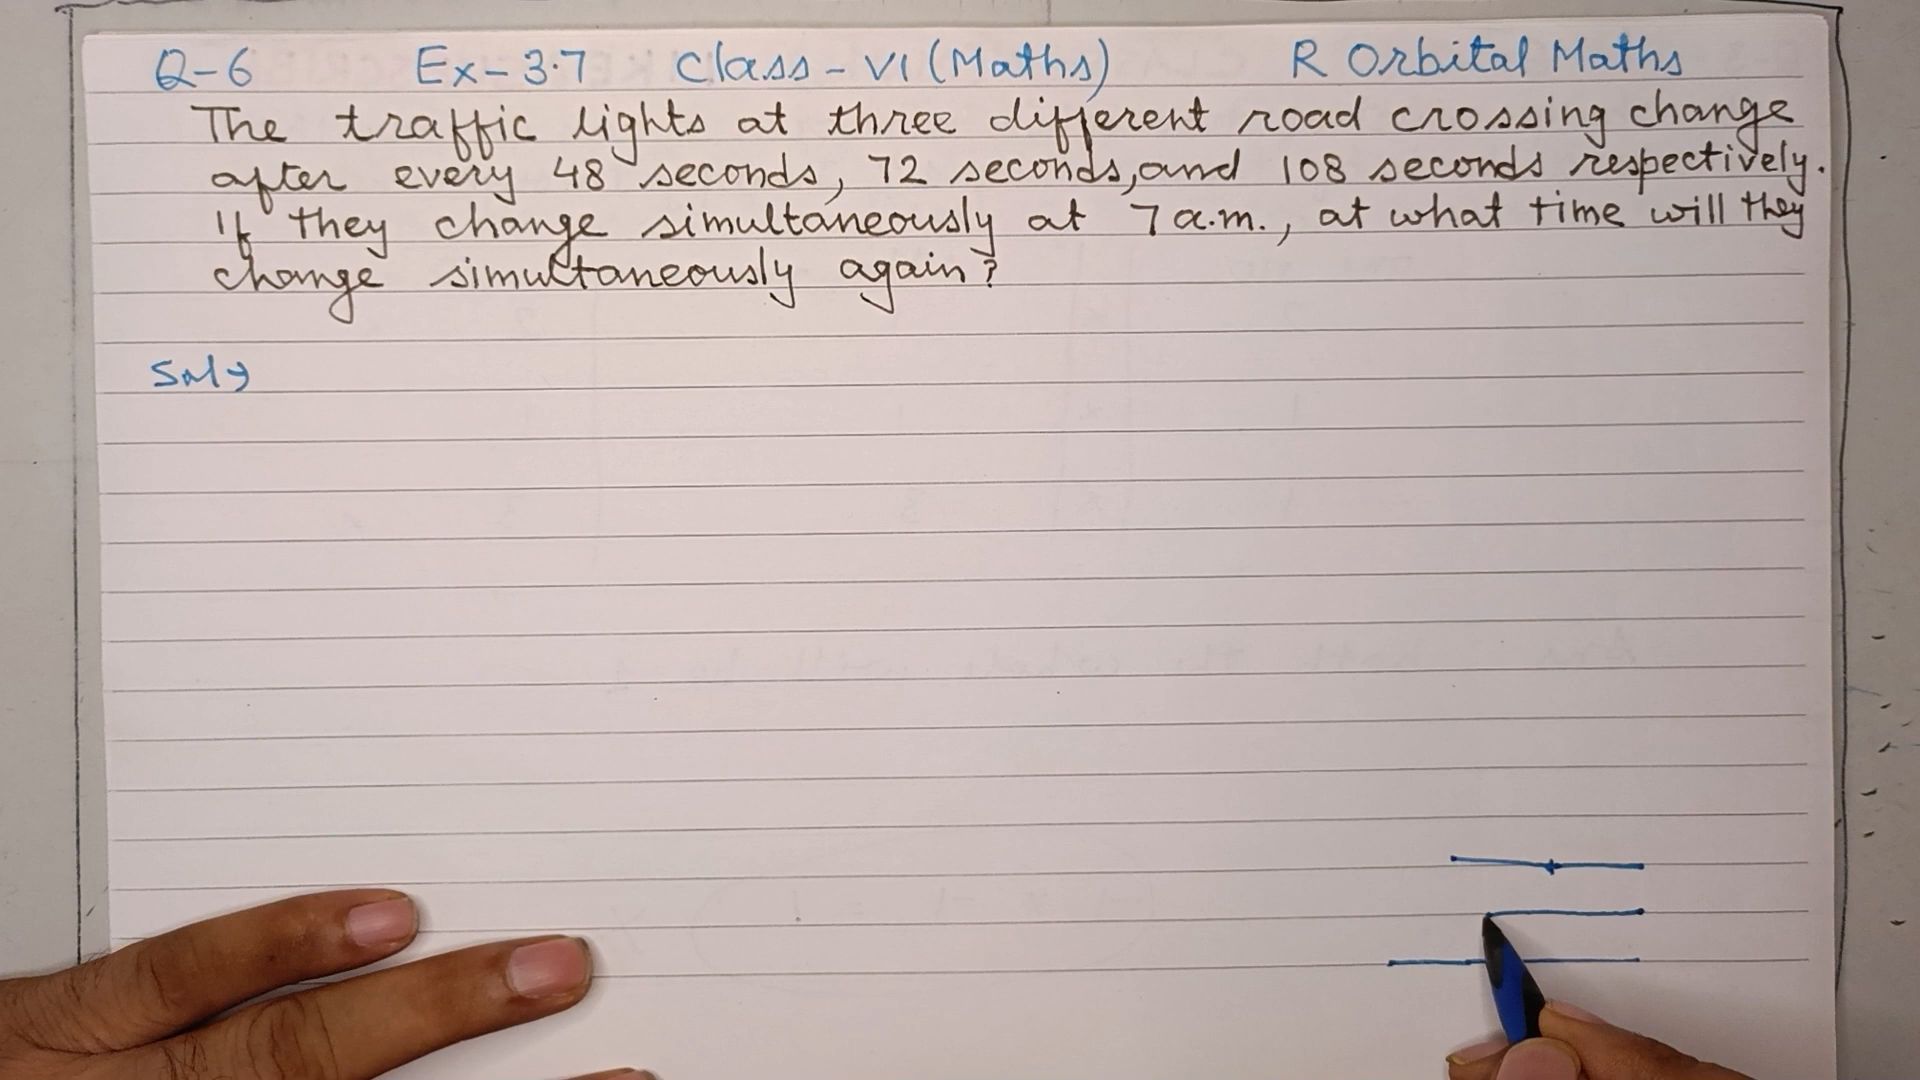 Q-6 Ex-3.7 Class-VI (Maths) R Orbital Maths
The traffic lights at three different road crossing change
after every 48 seconds, 72 seconds, and 108 seconds respectively.
If they change simultaneously at 7 a.m., at what time will they
change simultaneously again?
Sol→